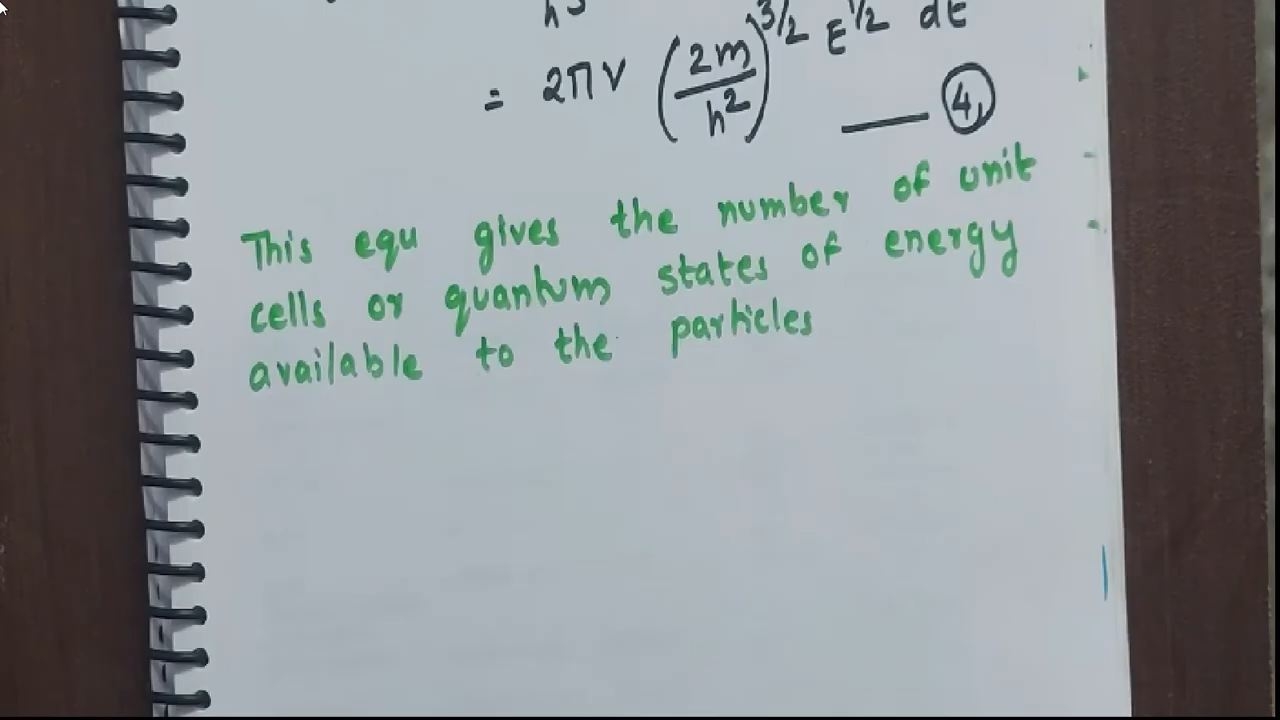 h³
= 2πV (2m/h²)^3/2 E^1/2 dE
④
This equ gives the number of unit
cells or quantum states of energy
available to the particles